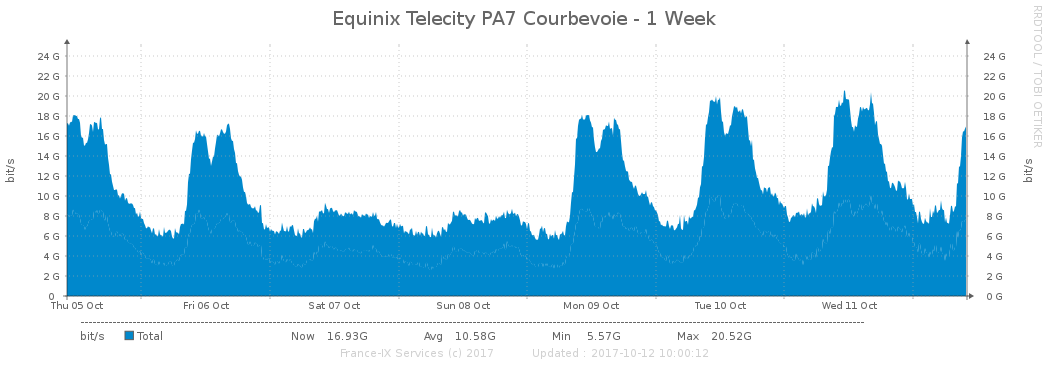 Equinix Telecity PA7 Courbevoie - 1 Week
RRDTOOL / TOBI OETIKER
bit/s
24 G
22 G
20 G
18 G
16 G
14 G
12 G
10 G
8 G
6 G
4 G
2 G
0
24 G
22 G
20 G
18 G
16 G
14 G
12 G
10 G
8 G
6 G
4 G
2 G
0 G
bit/s
Thu 05 Oct Fri 06 Oct Sat 07 Oct Sun 08 Oct Mon 09 Oct Tue 10 Oct Wed 11 Oct
bit/s Total Now 16.93G Avg 10.58G Min 5.57G Max 20.52G
France-IX Services (c) 2017 Updated : 2017-10-12 10:00:12